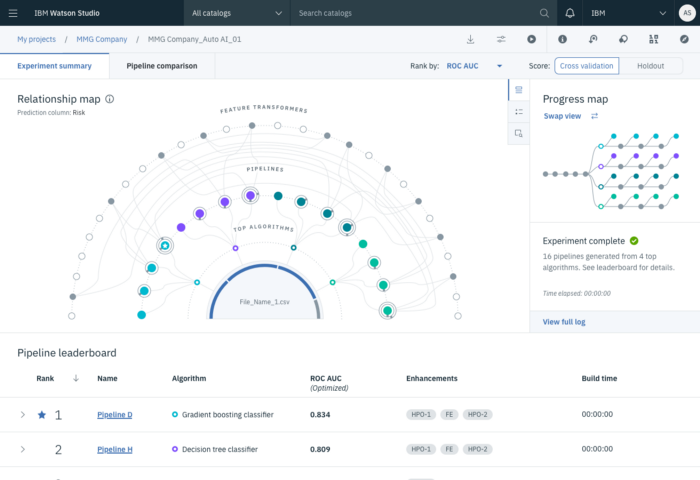 IBM Watson Studio
All catalogs
Search catalogs
IBM
AS
My projects / MMG Company / MMG Company_Auto AI_01
Experiment summary
Pipeline comparison
Rank by: ROC AUC
Score: Cross validation Holdout
Relationship map
Prediction column: Risk
FEATURE TRANSFORMERS
PIPELINES
TOP ALGORITHMS
File_Name_1.csv
Progress map
Swap view
Experiment complete
16 pipelines generated from 4 top
algorithms. See leaderboard for details.
Time elapsed: 00:00:00
View full log
Pipeline leaderboard
Rank Name Algorithm ROC AUC Enhancements Build time
(Optimized)
1 Pipeline D Gradient boosting classifier 0.834 HPO-1 FE HPO-2 00:00:00
2 Pipeline H Decision tree classifier 0.809 HPO-1 FE HPO-2 00:00:00